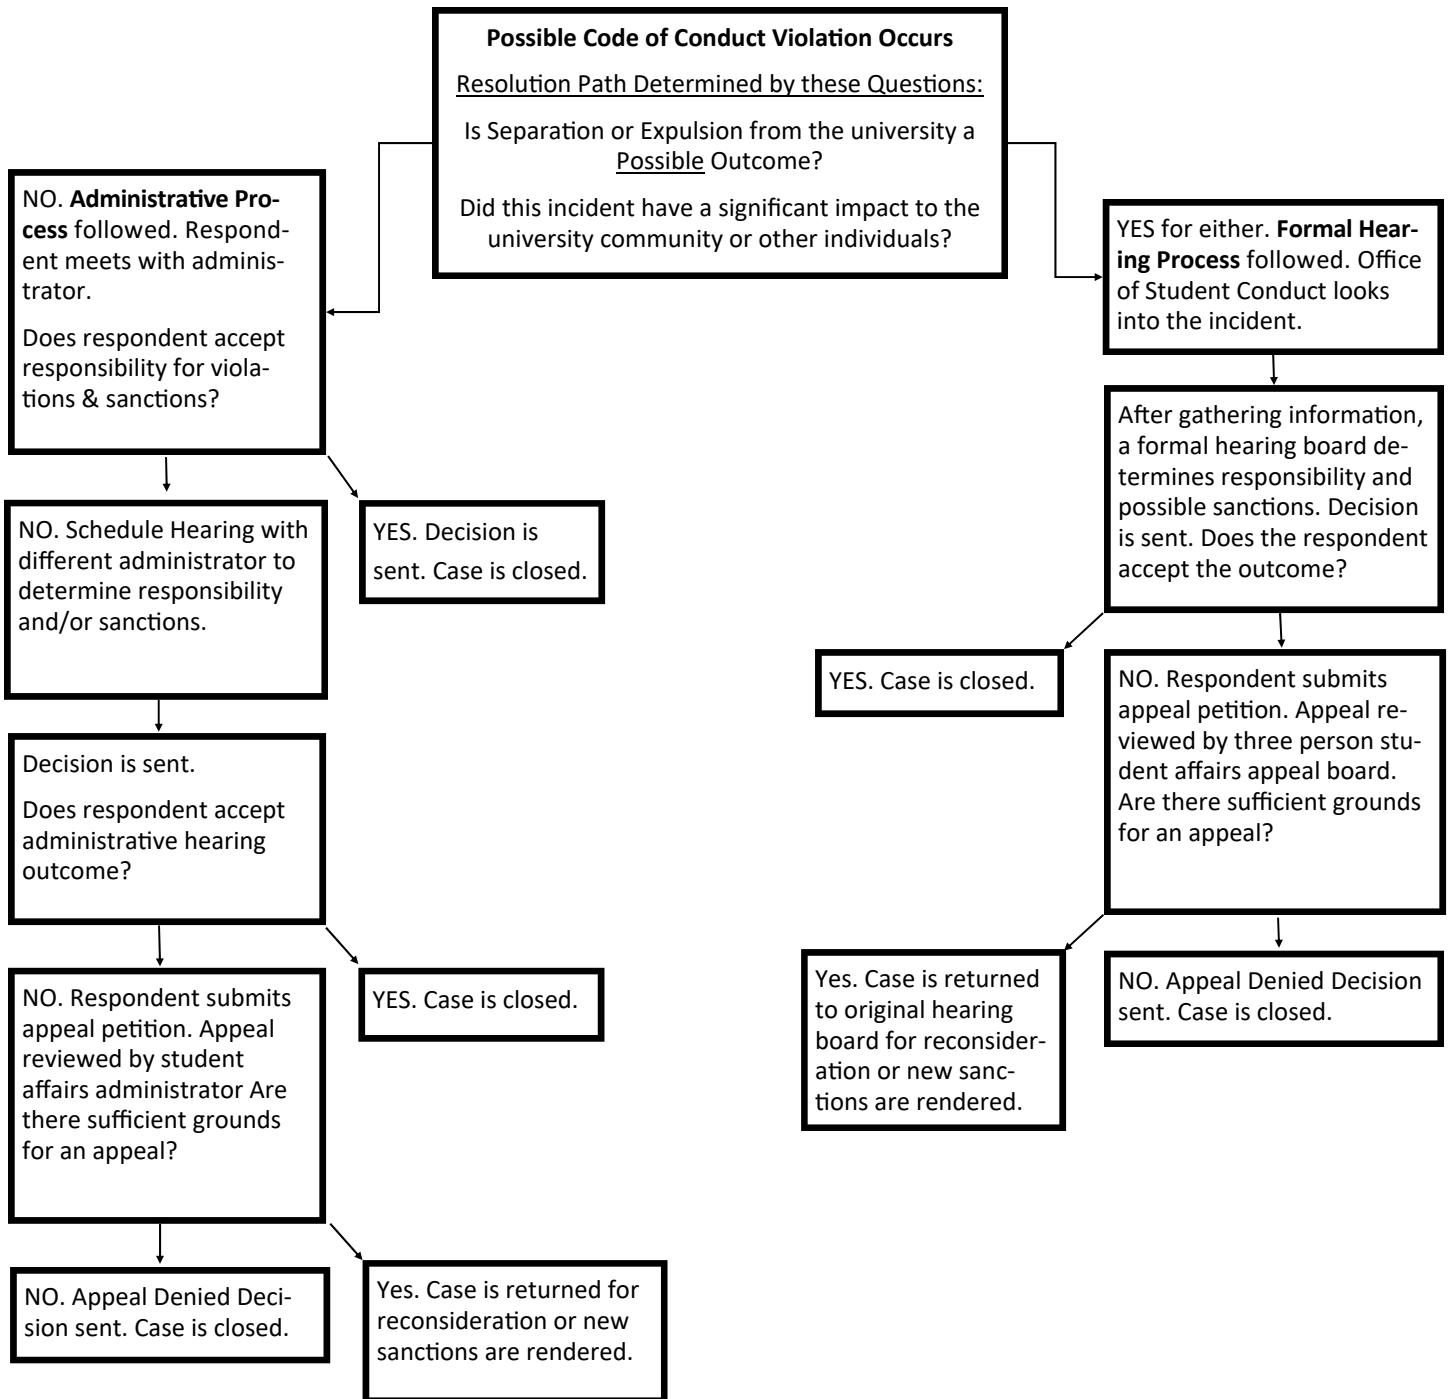 Possible Code of Conduct Violation Occurs
Resolution Path Determined by these Questions:
Is Separation or Expulsion from the university a
Possible Outcome?
Did this incident have a significant impact to the
university community or other individuals?
NO. Administrative Pro-
cess followed. Respond-
ent meets with adminis-
trator.
Does respondent accept
responsibility for viola-
tions & sanctions?
YES for either. Formal Hear-
ing Process followed. Office
of Student Conduct looks
into the incident.
NO. Schedule Hearing with
different administrator to
determine responsibility
and/or sanctions.
YES. Decision is
sent. Case is closed.
After gathering information,
a formal hearing board de-
termines responsibility and
possible sanctions. Decision
is sent. Does the respondent
accept the outcome?
Decision is sent.
Does respondent accept
administrative hearing
outcome?
YES. Case is closed.
NO. Respondent submits
appeal petition. Appeal re-
viewed by three person stu-
dent affairs appeal board.
Are there sufficient grounds
for an appeal?
NO. Respondent submits
appeal petition. Appeal
reviewed by student
affairs administrator Are
there sufficient grounds
for an appeal?
YES. Case is closed.
Yes. Case is returned
to original hearing
board for reconsider-
ation or new sanc-
tions are rendered.
NO. Appeal Denied Decision
sent. Case is closed.
NO. Appeal Denied Deci-
sion sent. Case is closed.
Yes. Case is returned for
reconsideration or new
sanctions are rendered.